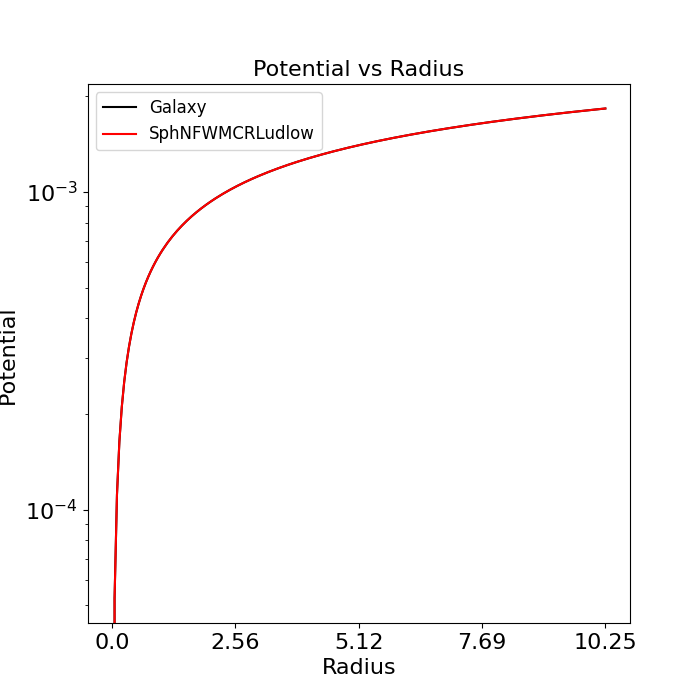 Potential vs Radius
Galaxy
SphNFWMCRLudlow
10⁻³
10⁻⁴
Potential
0.0 2.56 5.12 7.69 10.25
Radius